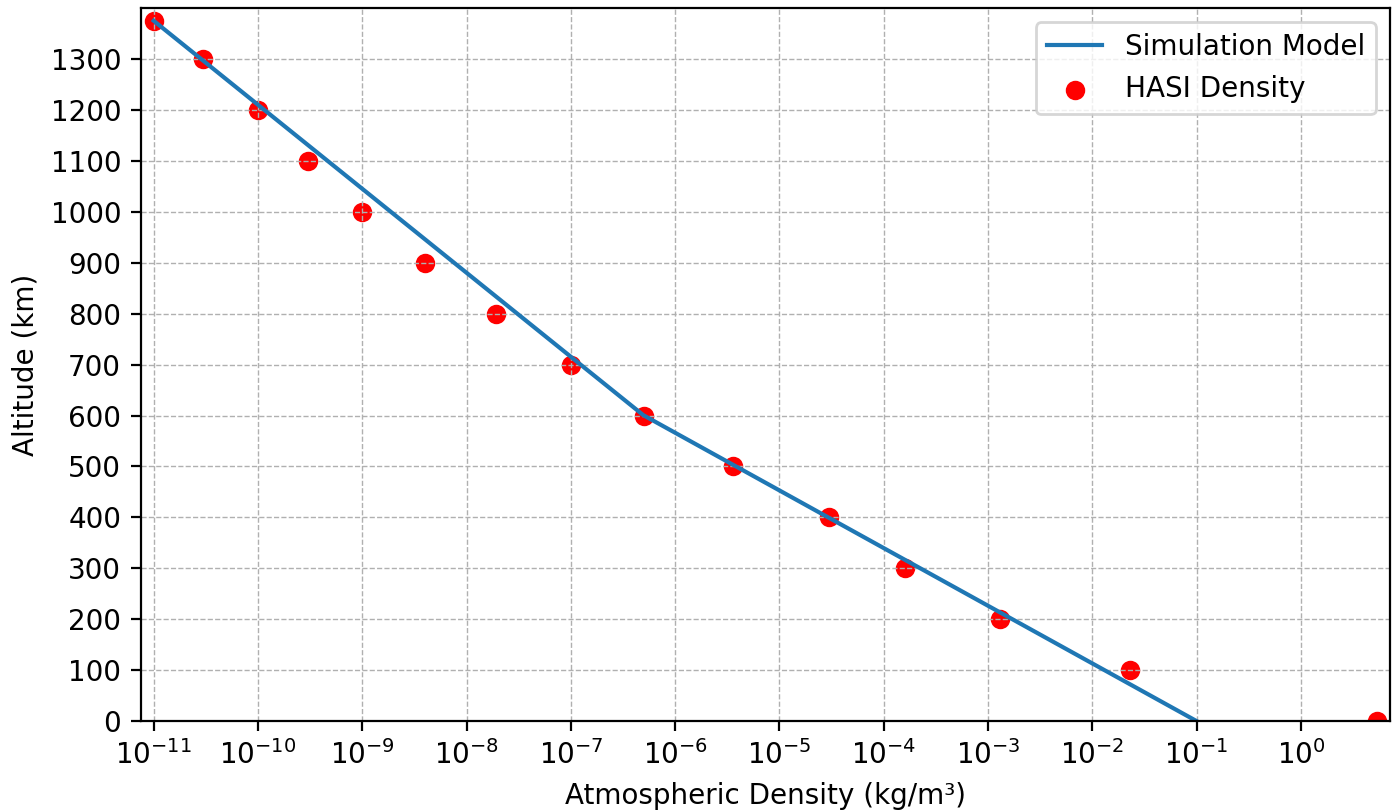 Simulation Model
HASI Density
Altitude (km)
1300
1200
1100
1000
900
800
700
600
500
400
300
200
100
0
10⁻¹¹ 10⁻¹⁰ 10⁻⁹ 10⁻⁸ 10⁻⁷ 10⁻⁶ 10⁻⁵ 10⁻⁴ 10⁻³ 10⁻² 10⁻¹ 10⁰
Atmospheric Density (kg/m³)